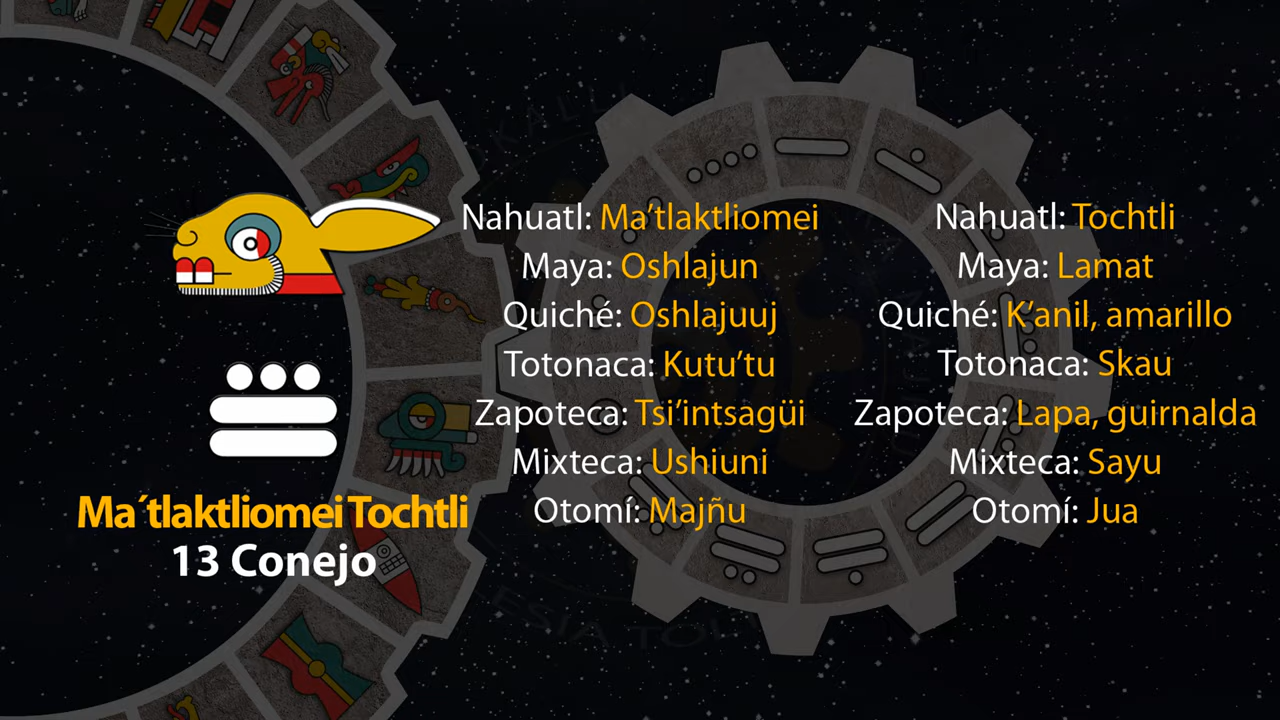 Nahuatl: Ma’tlaktliomei
Maya: Oshlajun
Quiché: Oshlajuuj
Totonaca: Kutu’tu
Zapoteca: Tsi’intsagüi
Mixteca: Ushiuni
Otomí: Majñu
Nahuatl: Tochtli
Maya: Lamat
Quiché: K’anil, amarillo
Totonaca: Skau
Zapoteca: Lapa, guirnalda
Mixteca: Sayu
Otomí: Jua
Ma´tlaktliomei Tochtli
13 Conejo